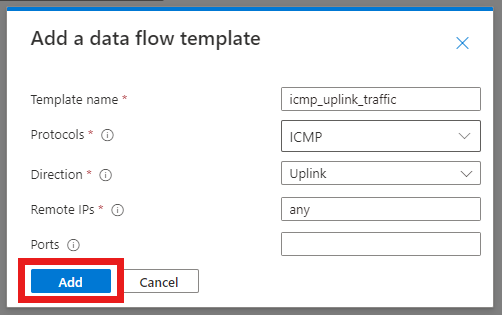 Add a data flow template
Template name *
icmp_uplink_traffic
Protocols *
ICMP
Direction *
Uplink
Remote IPs *
any
Ports
Add
Cancel